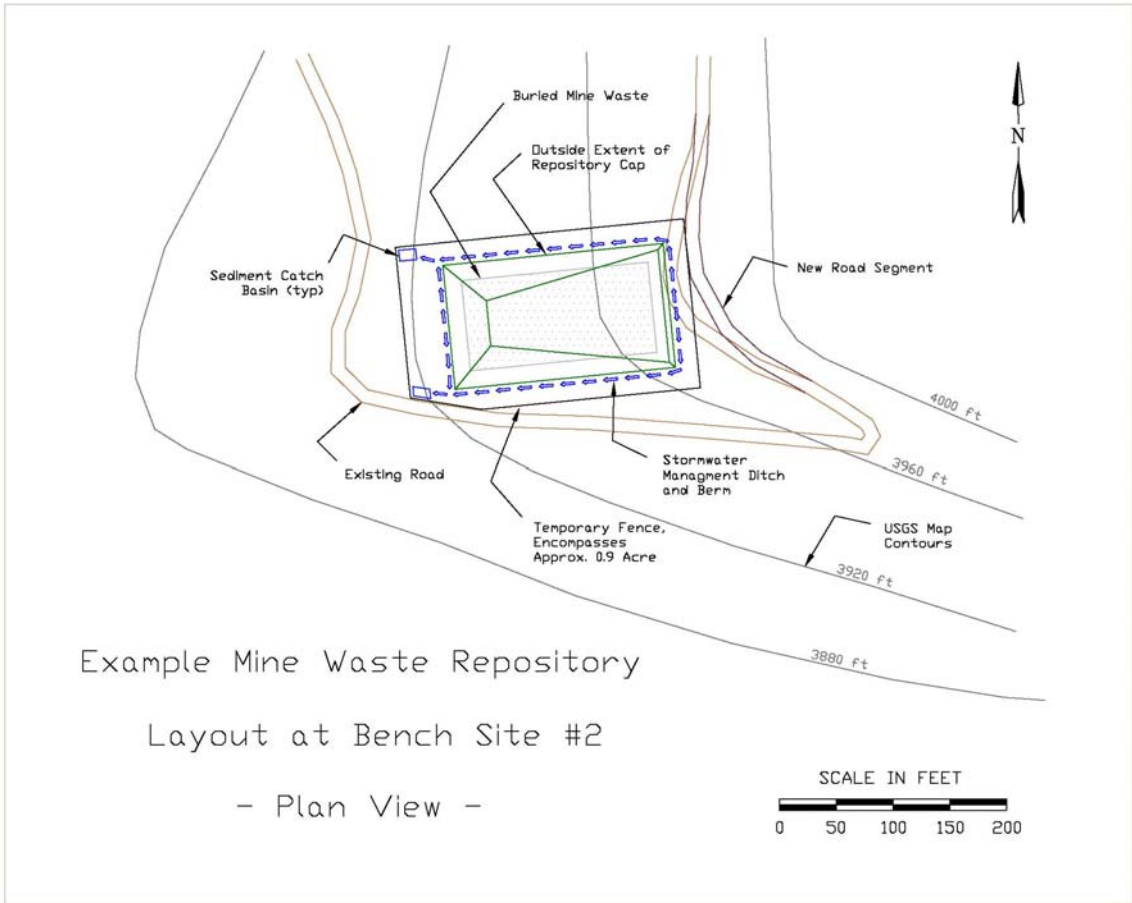 Buried Mine Waste
Outside Extent of
Repository Cap
N
Sediment Catch
Basin (typ)
New Road Segment
4000 ft
Existing Road
Stormwater
Managment Ditch
and Berm
3960 ft
Temporary Fence,
Encompasses
Approx. 0.9 Acre
USGS Map
Contours
3920 ft
3880 ft
Example Mine Waste Repository
Layout at Bench Site #2
- Plan View -
SCALE IN FEET
0 50 100 150 200